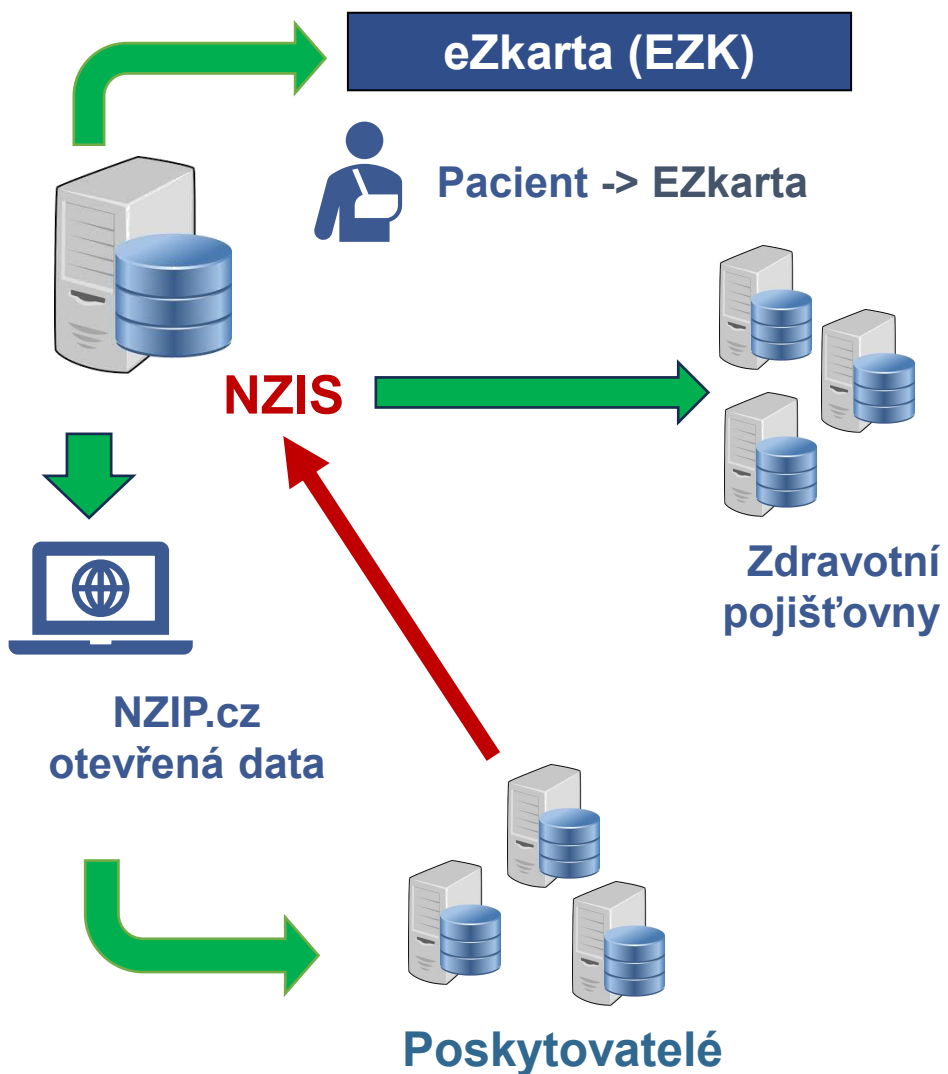 eZkarta (EZK)
Pacient -> EZkarta
NZIS
Zdravotní
pojišťovny
NZIP.cz
otevřená data
Poskytovatelé